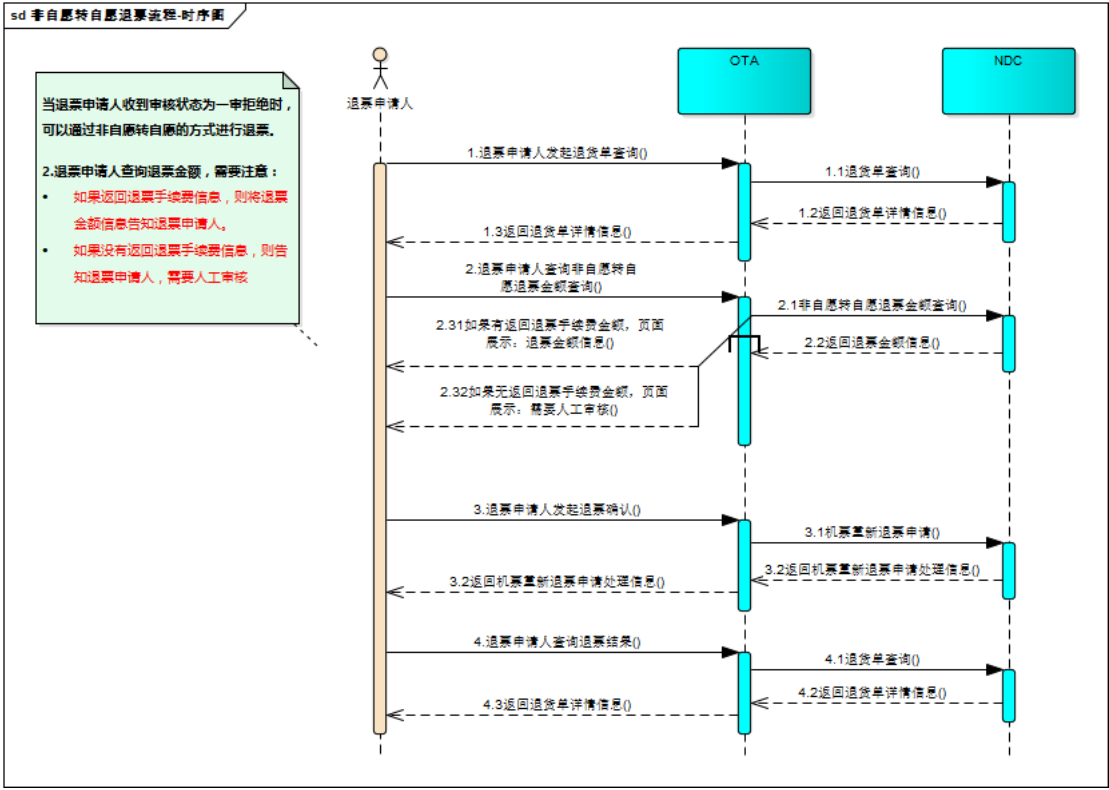 sd 非自愿转自愿退票流程-时序图
退票申请人
OTA
NDC
当退票申请人收到审核状态为一审拒绝时，
可以通过非自愿转自愿的方式进行退票。
2.退票申请人查询退票金额，需要注意：
• 如果返回退票手续费信息，则将退票
金额信息告知退票申请人。
• 如果没有返回退票手续费信息，则告
知退票申请人，需要人工审核
1.退票申请人发起退货单查询()
1.1退货单查询()
1.2返回退货单详情信息()
1.3返回退货单详情信息()
2.退票申请人查询非自愿转自
愿退票金额查询()
2.1非自愿转自愿退票金额查询()
2.2返回退票金额信息()
2.31如果有返回退票手续费金额，页面
展示：退票金额信息()
2.32如果无返回退票手续费金额，页面
展示：需要人工审核()
3.退票申请人发起退票确认()
3.1机票重新退票申请()
3.2返回机票重新退票申请处理信息()
3.2返回机票重新退票申请处理信息()
4.退票申请人查询退票结果()
4.1退货单查询()
4.2返回退货单详情信息()
4.3返回退货单详情信息()